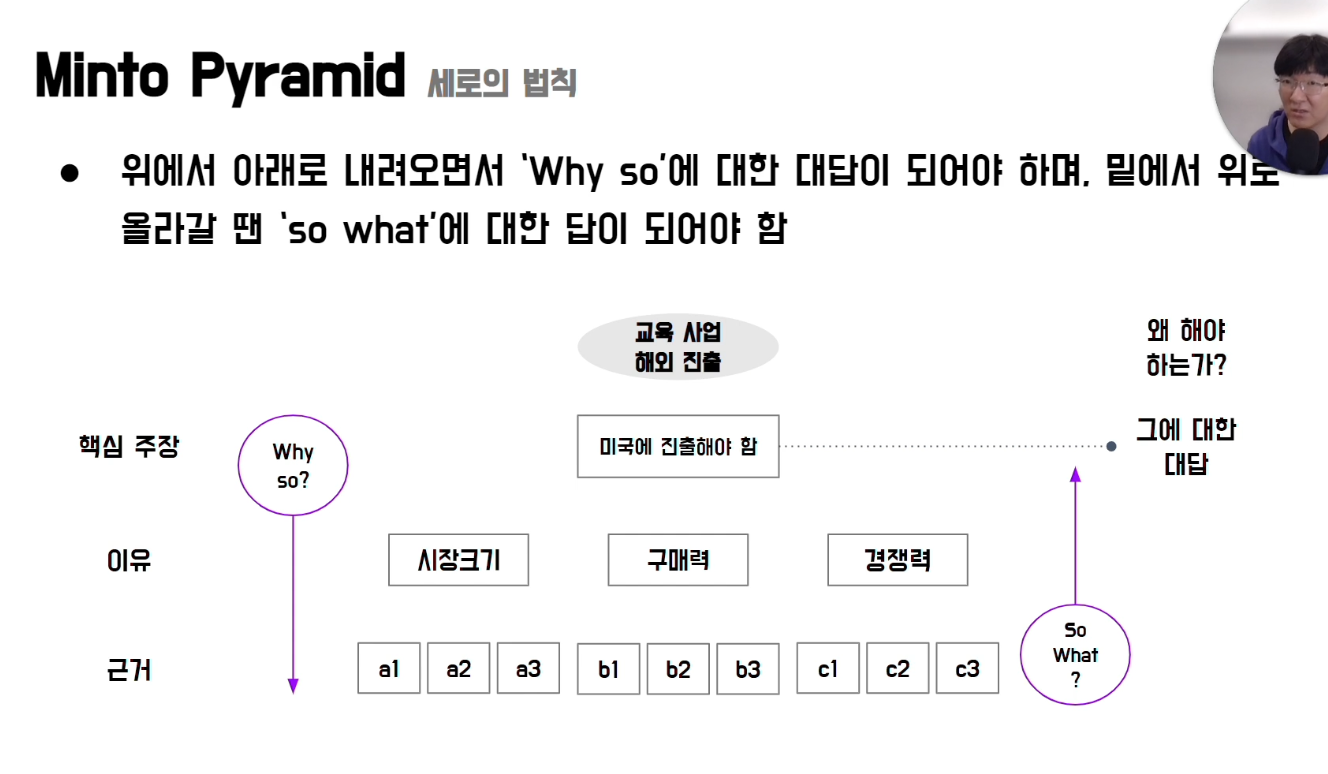 Minto Pyramid 세로의 법칙
● 위에서 아래로 내려오면서 ‘Why so’에 대한 대답이 되어야 하며, 밑에서 위로
올라갈 땐 ‘so what’에 대한 답이 되어야 함
교육 사업
해외 진출
왜 해야
하는가?
핵심 주장
Why
so?
미국에 진출해야 함
그에 대한
대답
이유
시장크기
구매력
경쟁력
근거
a1
a2
a3
b1
b2
b3
c1
c2
c3
So
What
?